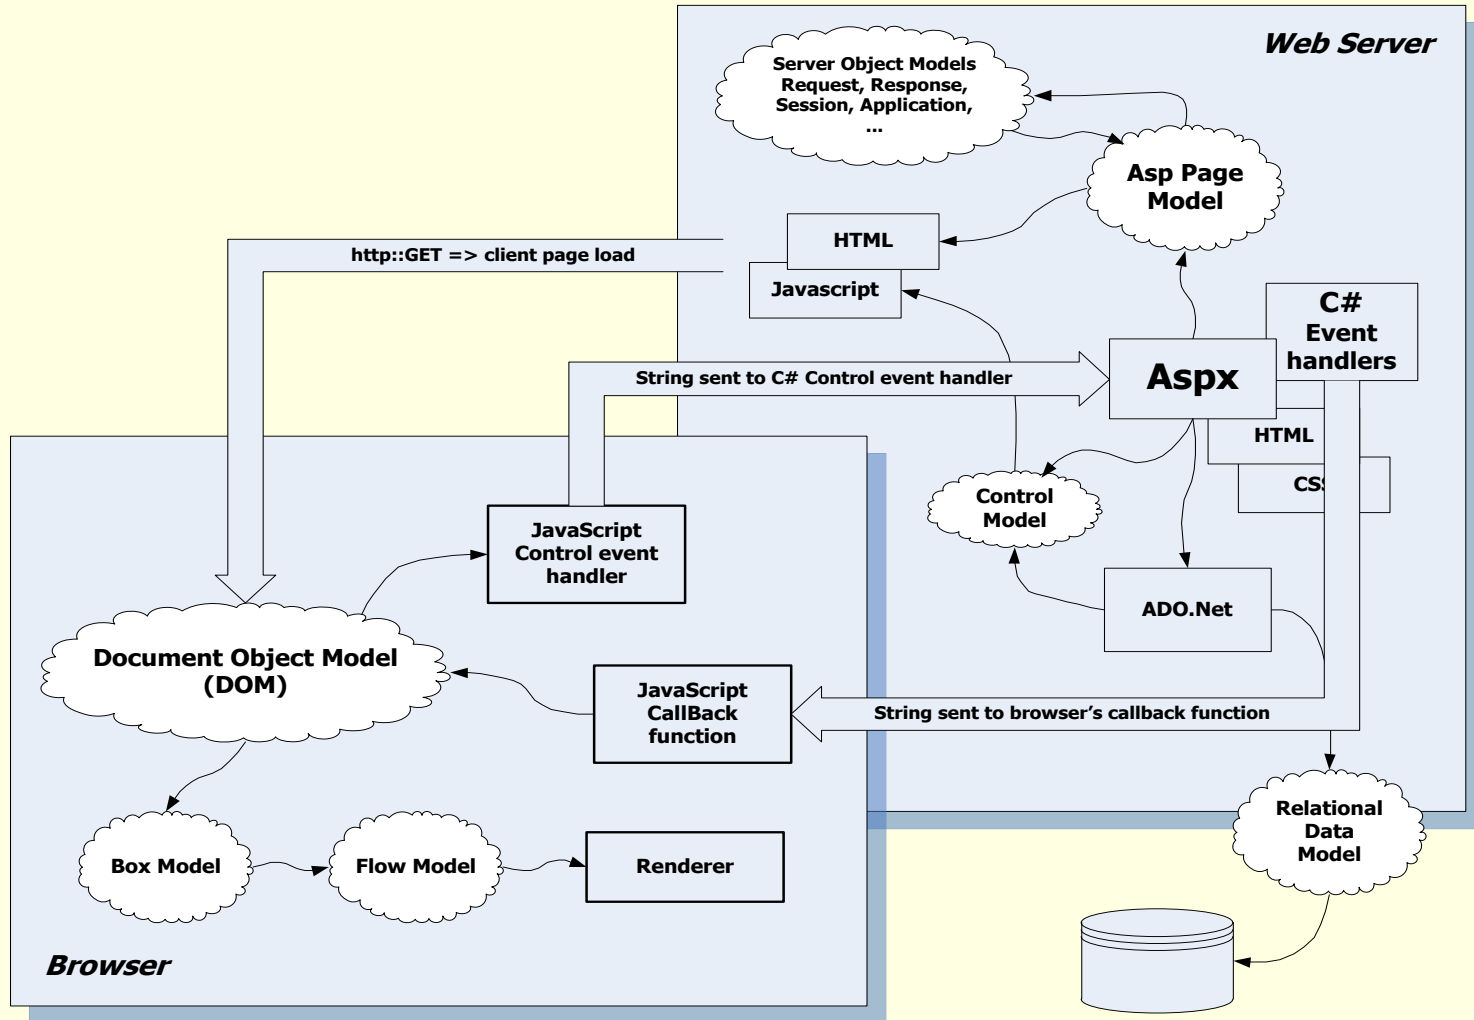 Web Server
Server Object Models
Request, Response,
Session, Application,
...
Asp Page
Model
HTML
http::GET => client page load
Javascript
C#
Event
handlers
Aspx
String sent to C# Control event handler
HTML
CSS
Control
Model
JavaScript
Control event
handler
ADO.Net
Document Object Model
(DOM)
JavaScript
CallBack
function
String sent to browser’s callback function
Relational
Data
Model
Box Model
Flow Model
Renderer
Browser